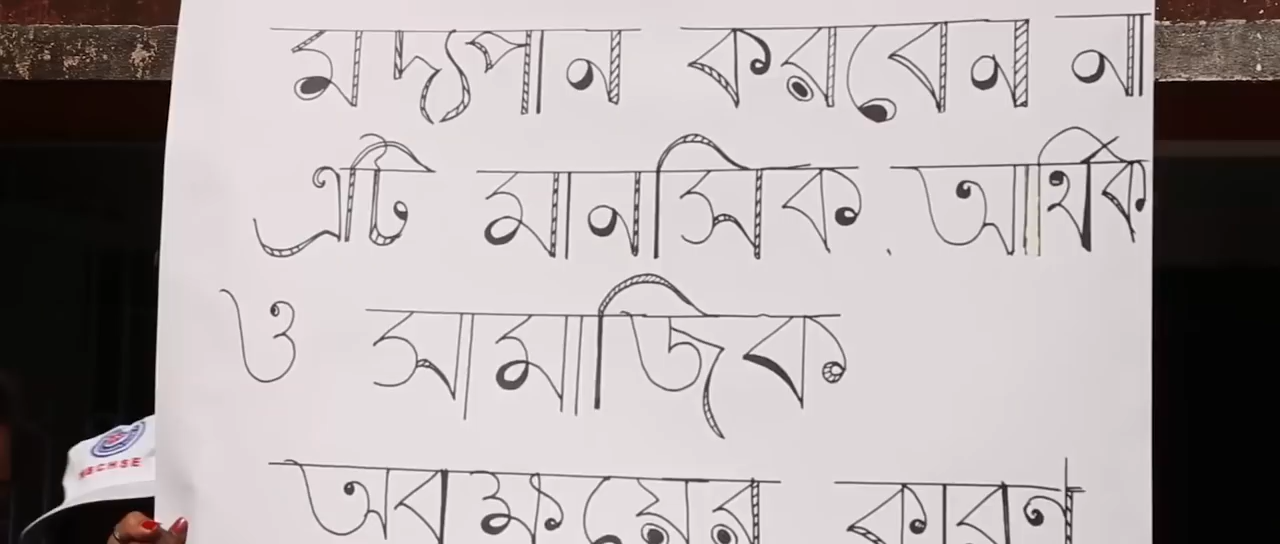 মদ্যপান করবেন না
এটি মানসিক. আর্থিক
ও সামাজিক
অবক্ষয়ের কারণ